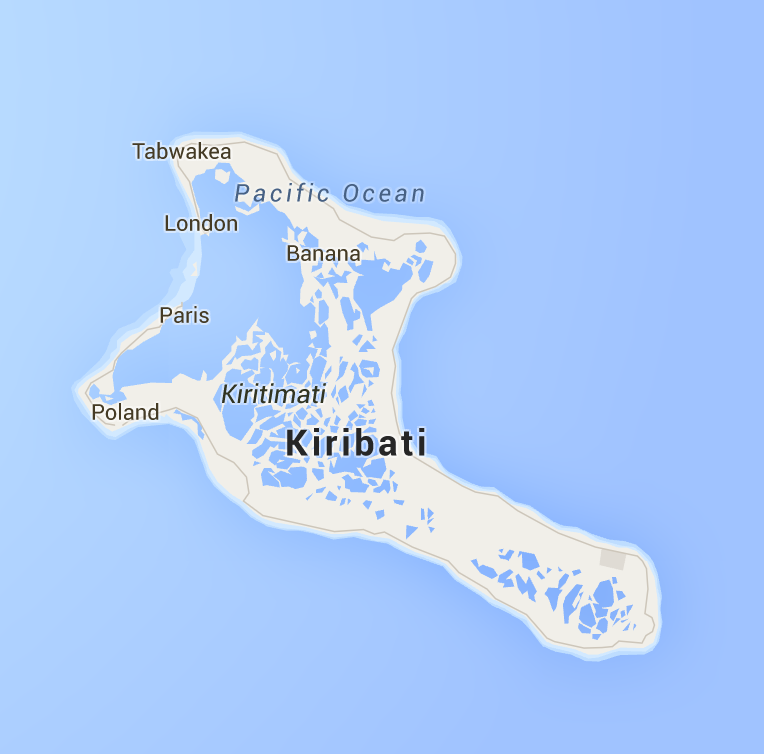 Tabwakea
Pacific Ocean
London
Banana
Paris
Kiritimati
Poland
Kiribati